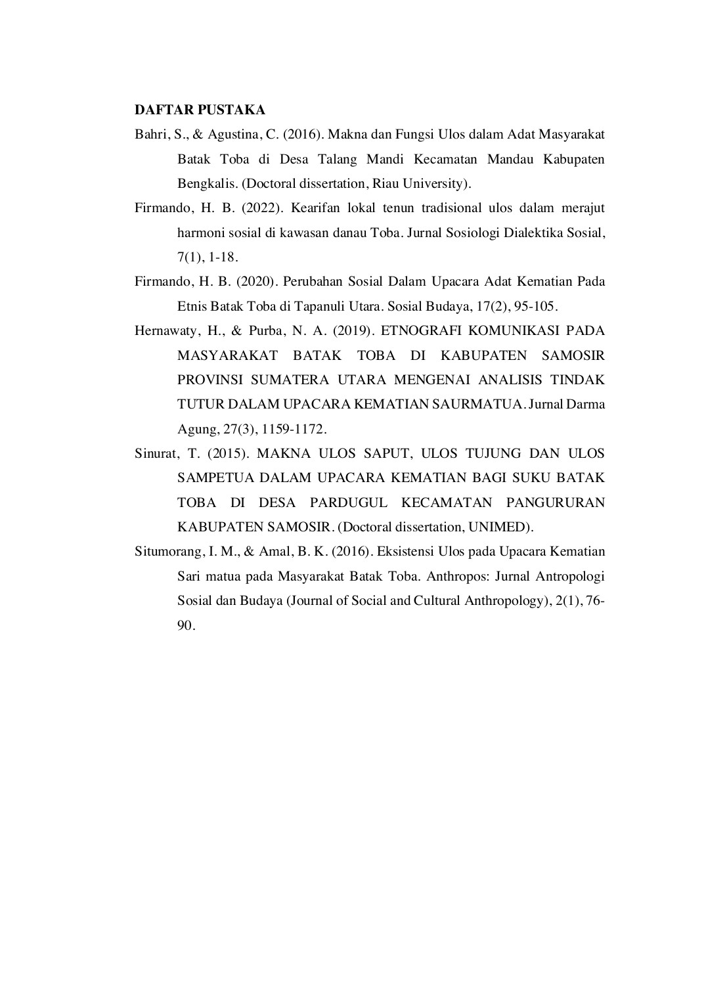 DAFTAR PUSTAKA
Bahri, S., & Agustina, C. (2016). Makna dan Fungsi Ulos dalam Adat Masyarakat
Batak Toba di Desa Talang Mandi Kecamatan Mandau Kabupaten
Bengkalis. (Doctoral dissertation, Riau University).
Firmando, H. B. (2022). Kearifan lokal tenun tradisional ulos dalam merajut
harmoni sosial di kawasan danau Toba. Jurnal Sosiologi Dialektika Sosial,
7(1), 1-18.
Firmando, H. B. (2020). Perubahan Sosial Dalam Upacara Adat Kematian Pada
Etnis Batak Toba di Tapanuli Utara. Sosial Budaya, 17(2), 95-105.
Hernawaty, H., & Purba, N. A. (2019). ETNOGRAFI KOMUNIKASI PADA
MASYARAKAT BATAK TOBA DI KABUPATEN SAMOSIR
PROVINSI SUMATERA UTARA MENGENAI ANALISIS TINDAK
TUTUR DALAM UPACARA KEMATIAN SAURMATUA. Jurnal Darma
Agung, 27(3), 1159-1172.
Sinurat, T. (2015). MAKNA ULOS SAPUT, ULOS TUJUNG DAN ULOS
SAMPETUA DALAM UPACARA KEMATIAN BAGI SUKU BATAK
TOBA DI DESA PARDUGUL KECAMATAN PANGURURAN
KABUPATEN SAMOSIR. (Doctoral dissertation, UNIMED).
Situmorang, I. M., & Amal, B. K. (2016). Eksistensi Ulos pada Upacara Kematian
Sari matua pada Masyarakat Batak Toba. Anthropos: Jurnal Antropologi
Sosial dan Budaya (Journal of Social and Cultural Anthropology), 2(1), 76-
90.